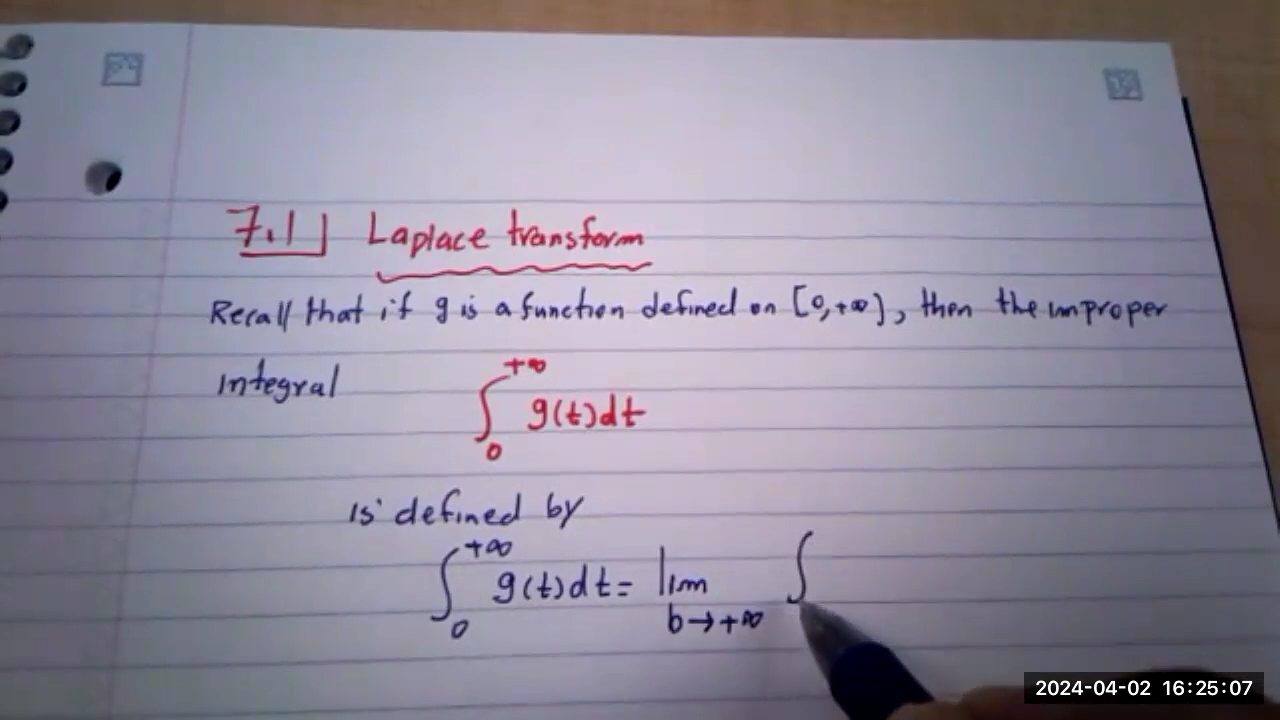 7.1 Laplace transform
Recall that if g is a function defined on [0,+∞), then the improper
integral
∫₀^{+∞} g(t)dt
is defined by
∫₀^{+∞} g(t)dt = lim_{b→+∞} ∫
2024-04-02 16:25:07